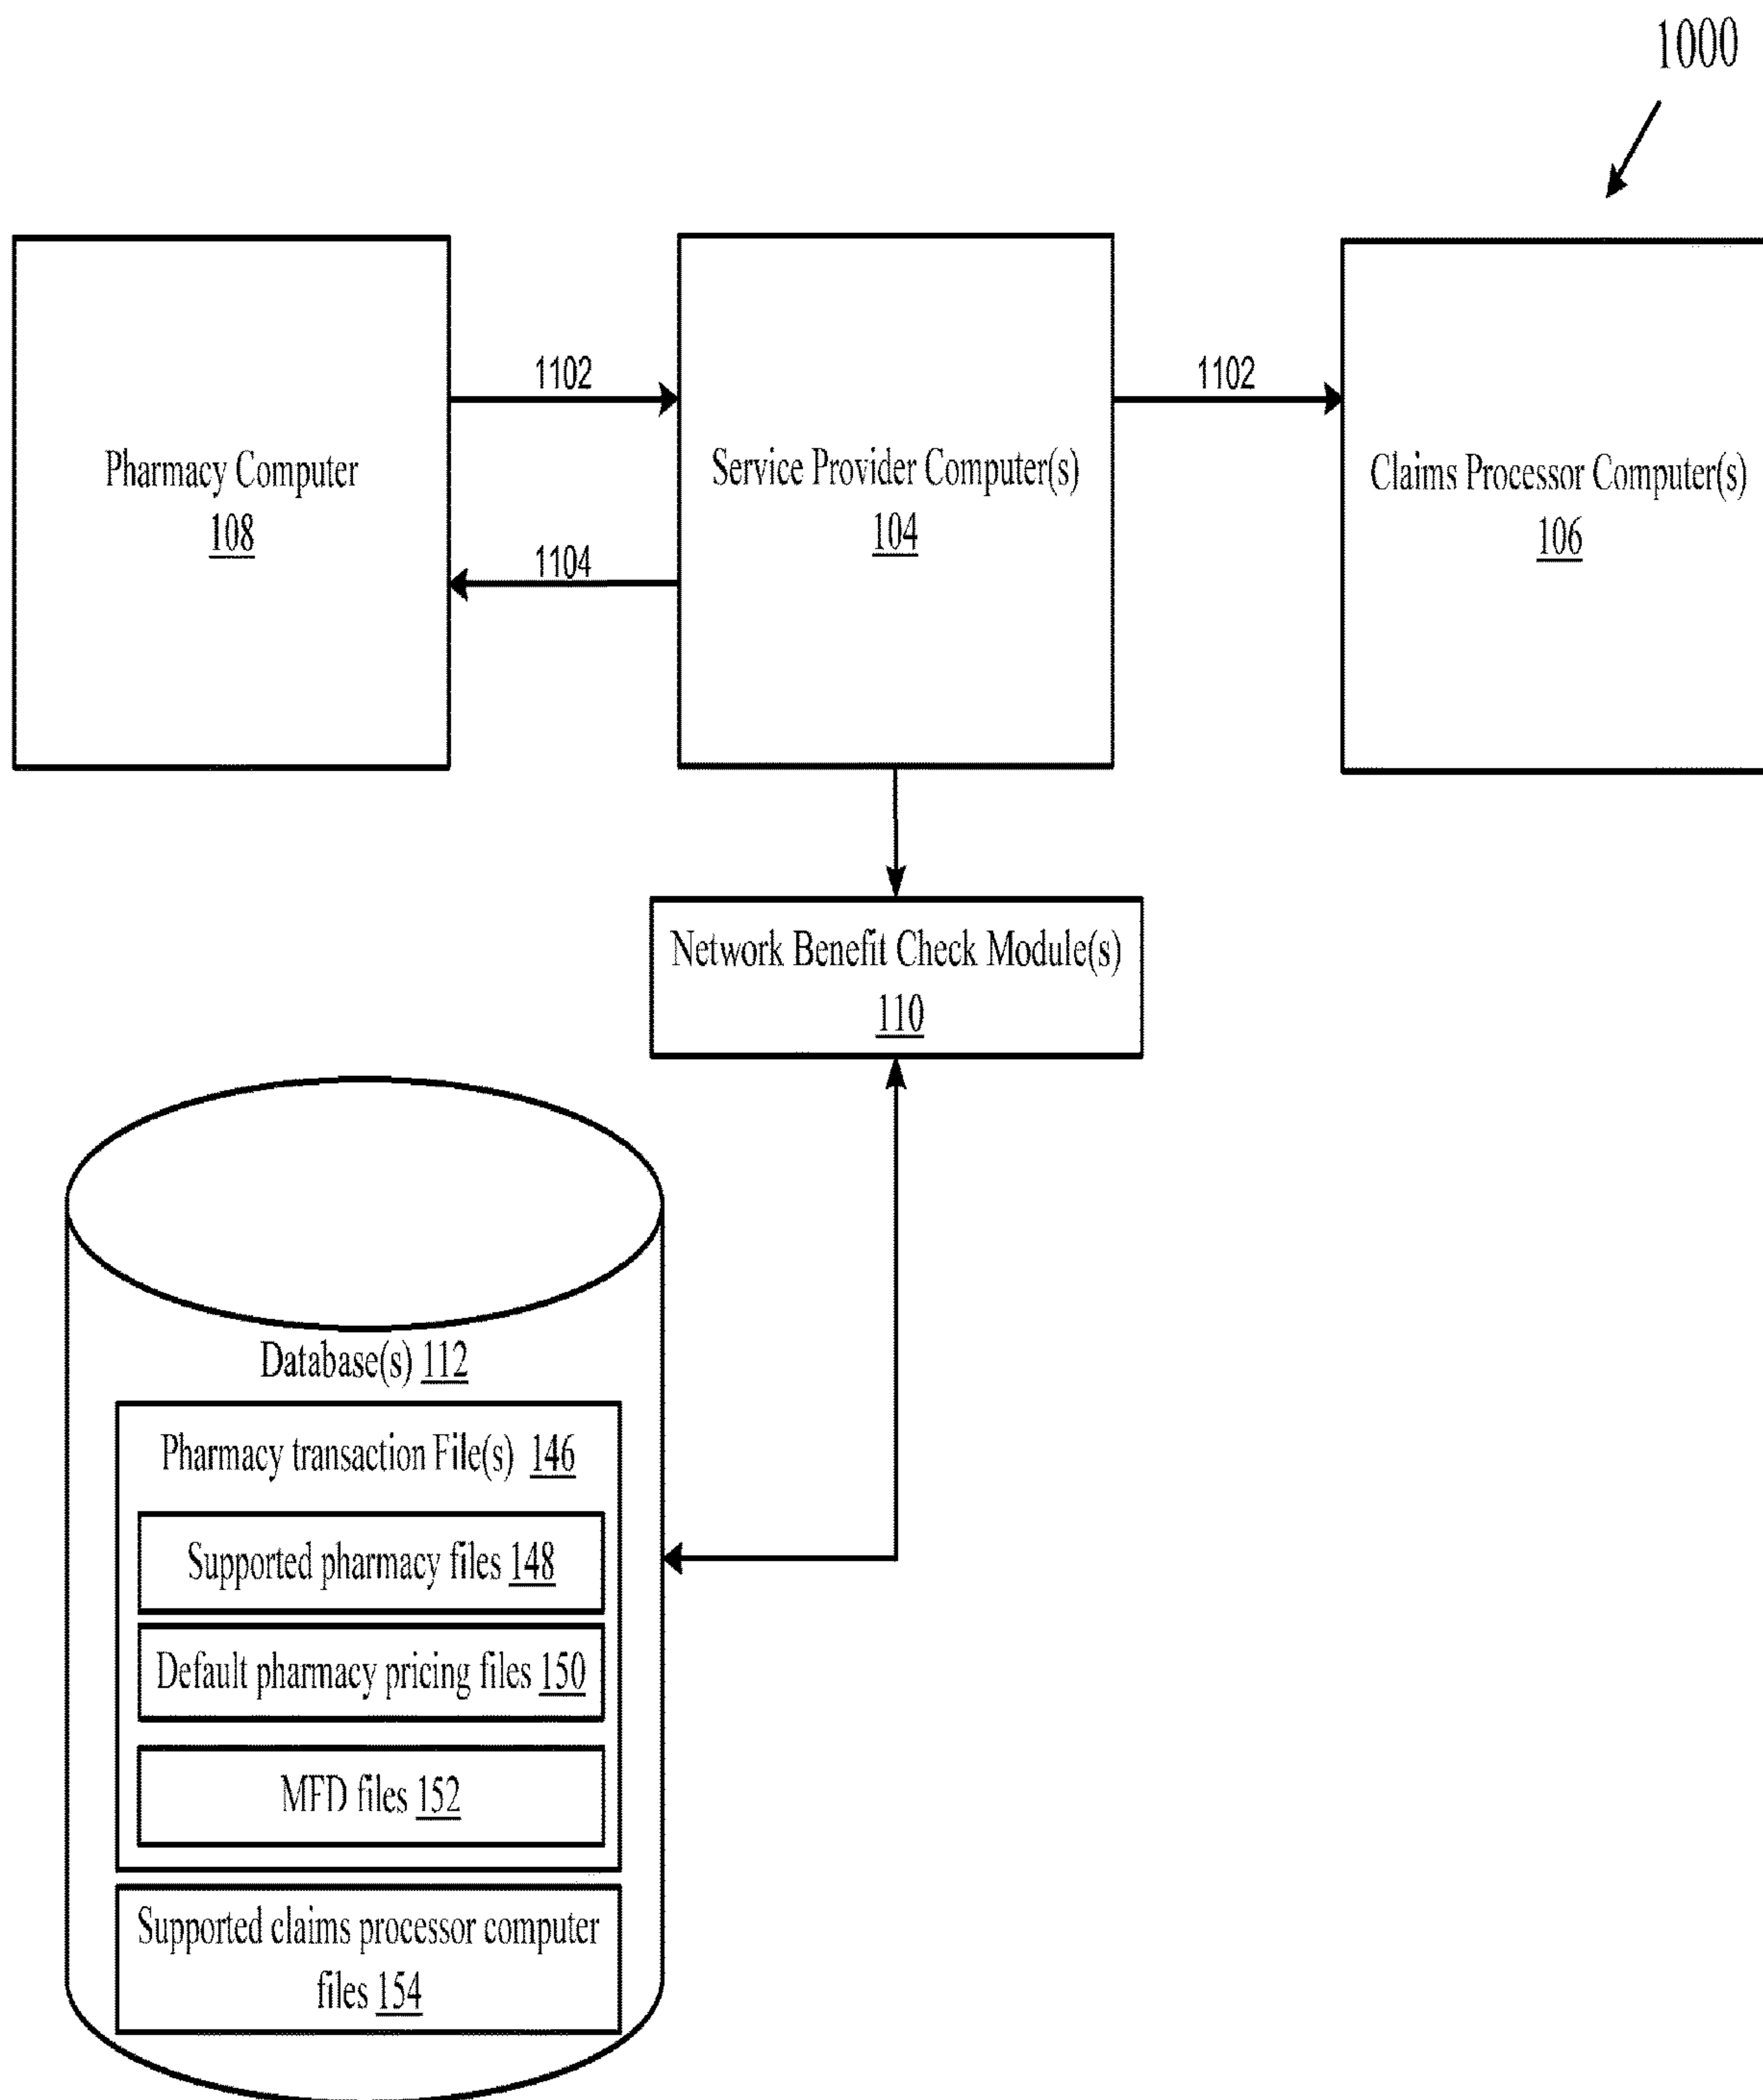 1000
1102
1102
Pharmacy Computer
108
Service Provider Computer(s)
104
Claims Processor Computer(s)
106
1104
Network Benefit Check Module(s)
110
Database(s) 112
Pharmacy transaction File(s) 146
Supported pharmacy files 148
Default pharmacy pricing files 150
MFD files 152
Supported claims processor computer
files 154